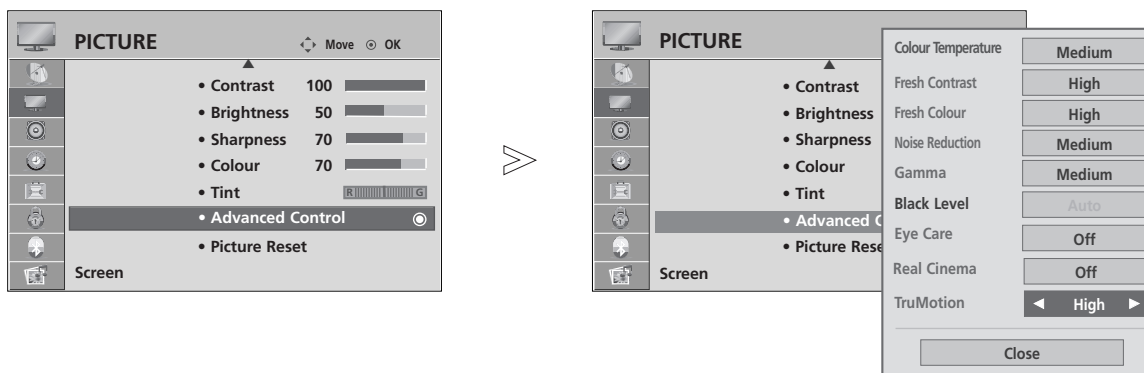 PICTURE
Move OK
• Contrast 100
• Brightness 50
• Sharpness 70
• Colour 70
• Tint R G
• Advanced Control
• Picture Reset
Screen
PICTURE
• Contrast
• Brightness
• Sharpness
• Colour
• Tint
• Advanced C
• Picture Rese
Screen
Colour Temperature Medium
Fresh Contrast High
Fresh Colour High
Noise Reduction Medium
Gamma Medium
Black Level Auto
Eye Care Off
Real Cinema Off
TruMotion ◀ High ▶
Close